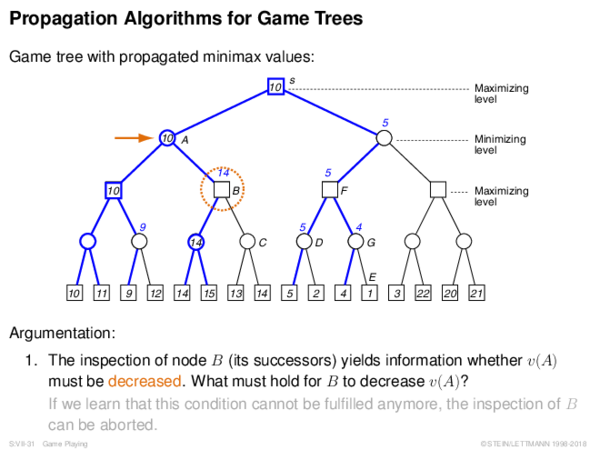 Propagation Algorithms for Game Trees
Game tree with propagated minimax values:
10 s Maximizing
level
5
10 A Minimizing
level
14 5
10 B F Maximizing
level
9 5 4
14 C D G
E
10 11 9 12 14 15 13 14 5 2 4 1 3 22 20 21
Argumentation:
1. The inspection of node B (its successors) yields information whether v(A)
must be decreased. What must hold for B to decrease v(A)?
If we learn that this condition cannot be fulfilled anymore, the inspection of B
can be aborted.
S:VII-31 Game Playing ©STEIN/LETTMANN 1998-2018